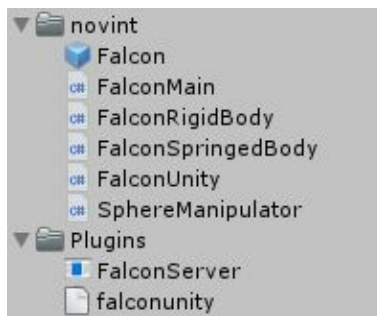 novint
Falcon
C# FalconMain
C# FalconRigidBody
C# FalconSpringedBody
C# FalconUnity
C# SphereManipulator
Plugins
FalconServer
falconunity